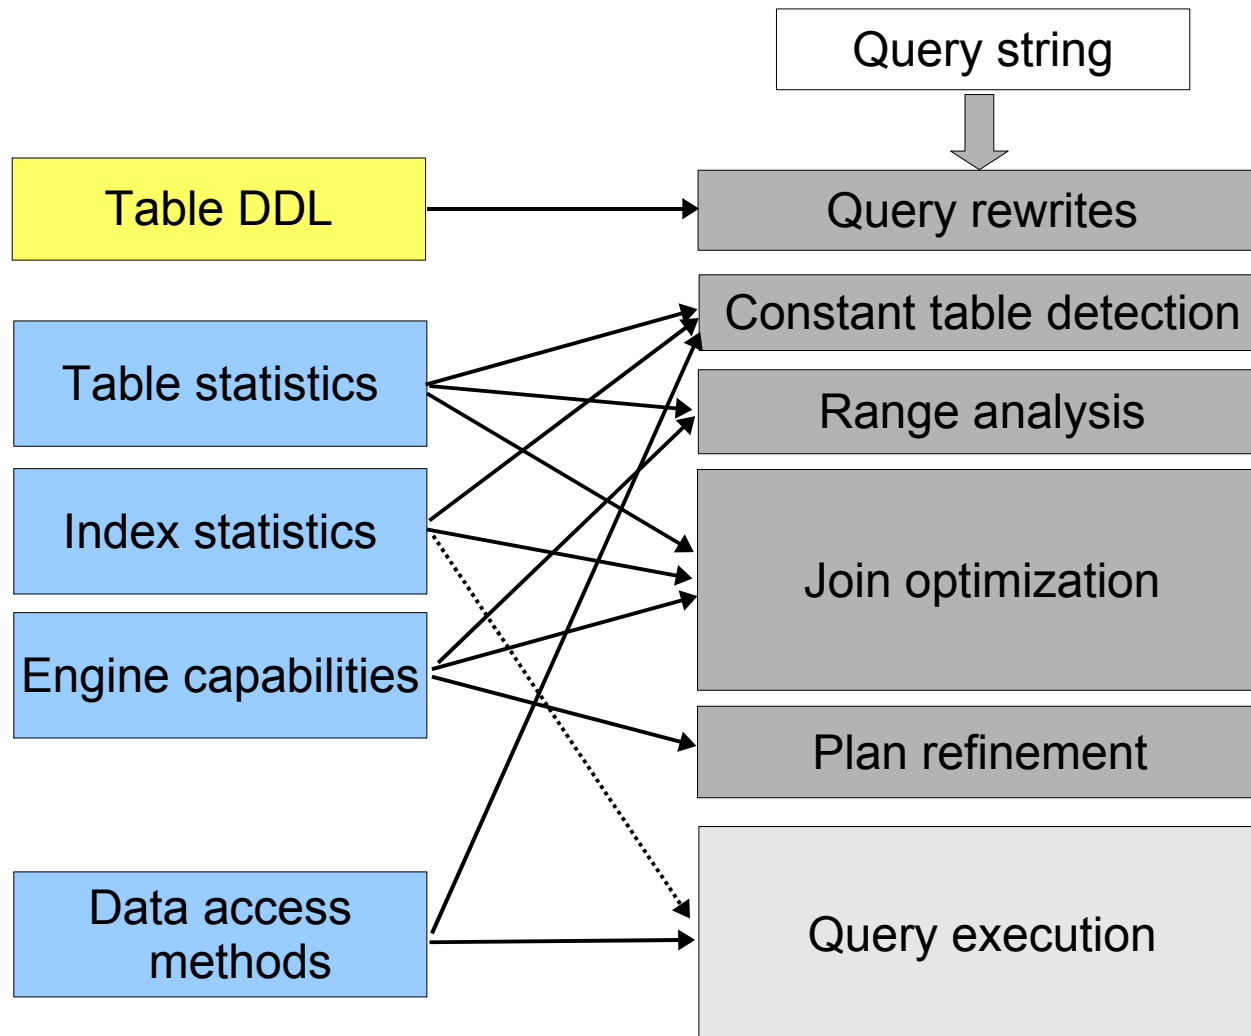 Query string
Table DDL
Query rewrites
Constant table detection
Table statistics
Range analysis
Index statistics
Join optimization
Engine capabilities
Plan refinement
Data access
methods
Query execution